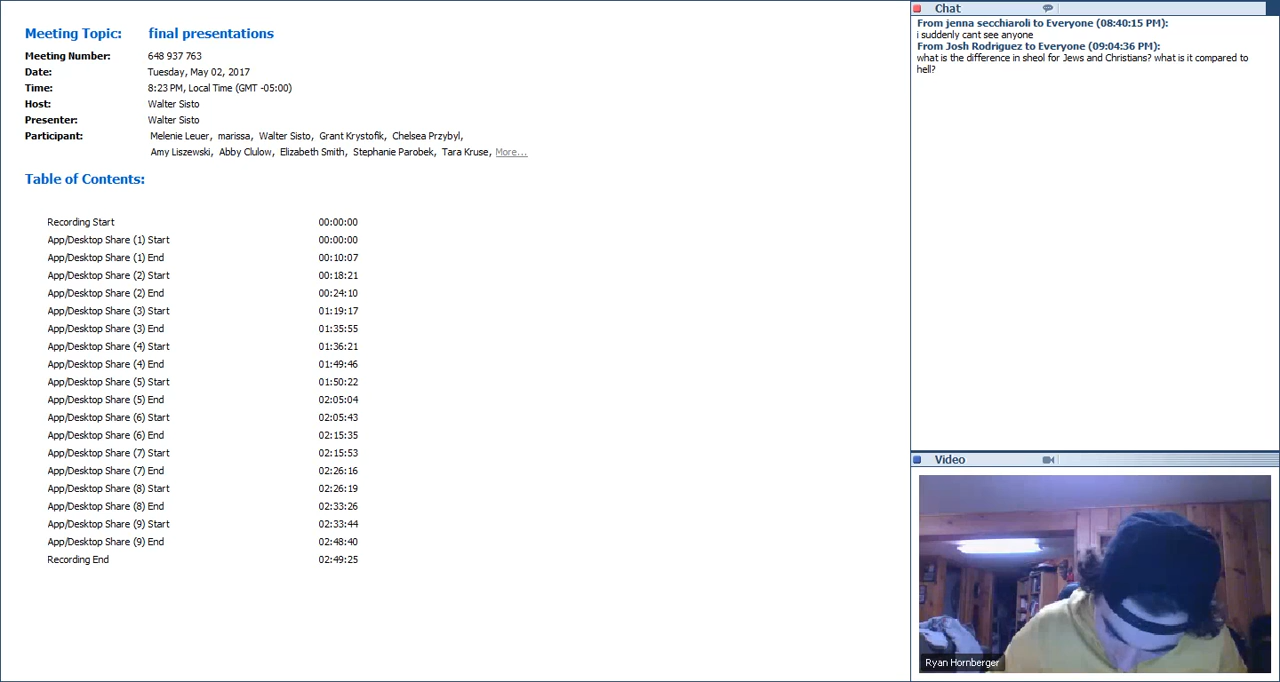 Meeting Topic: final presentations
Meeting Number: 648 937 763
Date: Tuesday, May 02, 2017
Time: 8:23 PM, Local Time (GMT -05:00)
Host: Walter Sisto
Presenter: Walter Sisto
Participant: Melenie Leuer, marissa, Walter Sisto, Grant Krystofik, Chelsea Przybyl,
Amy Liszewski, Abby Clulow, Elizabeth Smith, Stephanie Parobek, Tara Kruse, More...
Table of Contents:
Recording Start 00:00:00
App/Desktop Share (1) Start 00:00:00
App/Desktop Share (1) End 00:10:07
App/Desktop Share (2) Start 00:18:21
App/Desktop Share (2) End 00:24:10
App/Desktop Share (3) Start 01:19:17
App/Desktop Share (3) End 01:35:55
App/Desktop Share (4) Start 01:36:21
App/Desktop Share (4) End 01:49:46
App/Desktop Share (5) Start 01:50:22
App/Desktop Share (5) End 02:05:04
App/Desktop Share (6) Start 02:05:43
App/Desktop Share (6) End 02:15:35
App/Desktop Share (7) Start 02:15:53
App/Desktop Share (7) End 02:26:16
App/Desktop Share (8) Start 02:26:19
App/Desktop Share (8) End 02:33:26
App/Desktop Share (9) Start 02:33:44
App/Desktop Share (9) End 02:48:40
Recording End 02:49:25
Chat
From jenna secchiaroli to Everyone (08:40:15 PM):
i suddenly cant see anyone
From Josh Rodriguez to Everyone (09:04:36 PM):
what is the difference in sheol for Jews and Christians? what is it compared to
hell?
Video
Ryan Hornberger